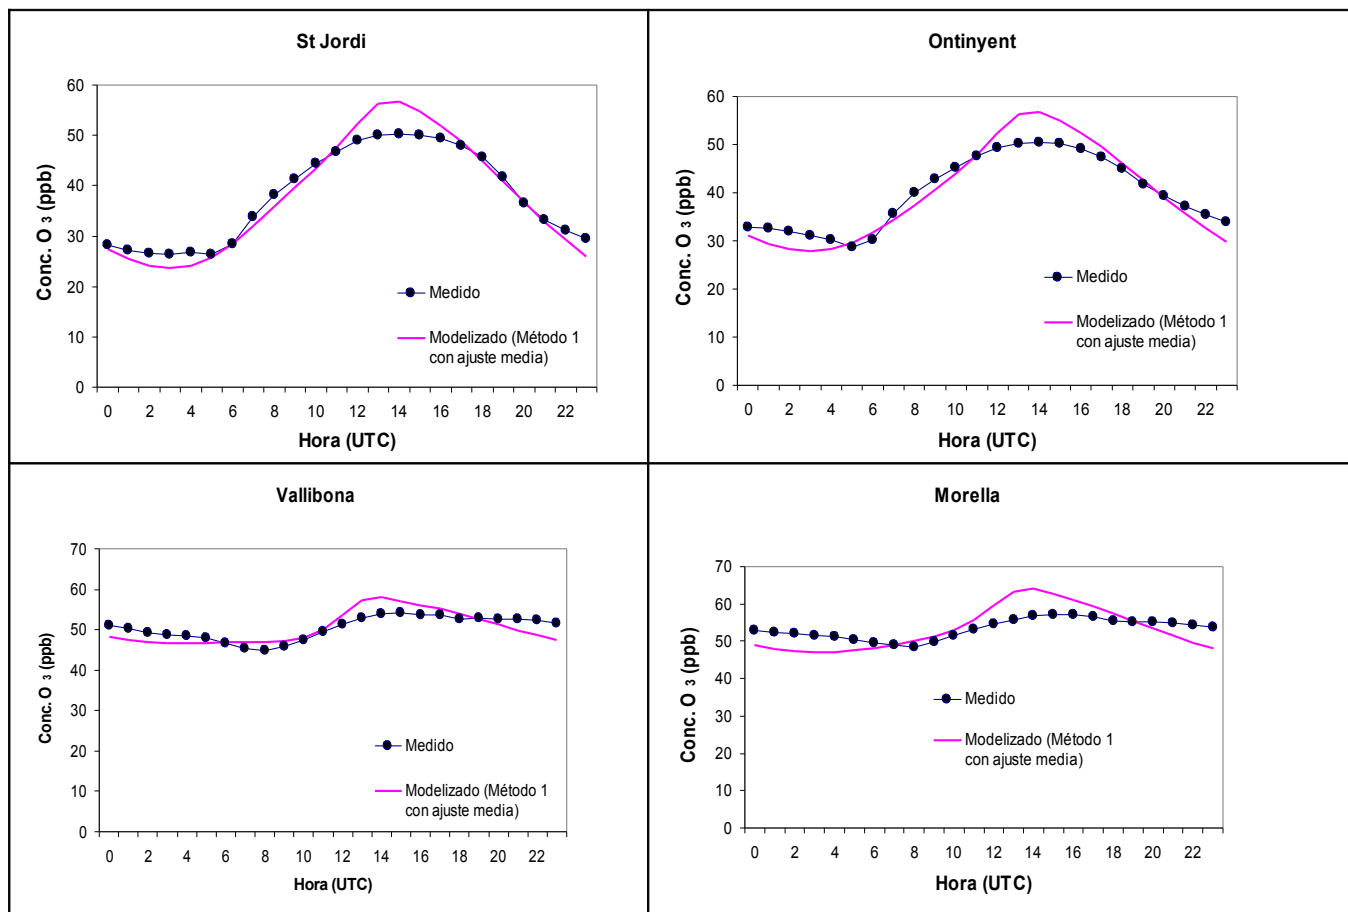 St Jordi
60
50
40
30
20
10
0
Conc. O 3 (ppb)
Medido
Modelizado (Método 1
con ajuste media)
0 2 4 6 8 10 12 14 16 18 20 22
Hora (UTC)
Ontinyent
60
50
40
30
20
10
0
Conc. O 3 (ppb)
Medido
Modelizado (Método 1
con ajuste media)
0 2 4 6 8 10 12 14 16 18 20 22
Hora (UTC)
Vallibona
70
60
50
40
30
20
10
0
Conc. O 3 (ppb)
Medido
Modelizado (Método 1
con ajuste media)
0 2 4 6 8 10 12 14 16 18 20 22
Hora (UTC)
Morella
70
60
50
40
30
20
10
0
Conc. O 3 (ppb)
Medido
Modelizado (Método 1
con ajuste media)
0 2 4 6 8 10 12 14 16 18 20 22
Hora (UTC)